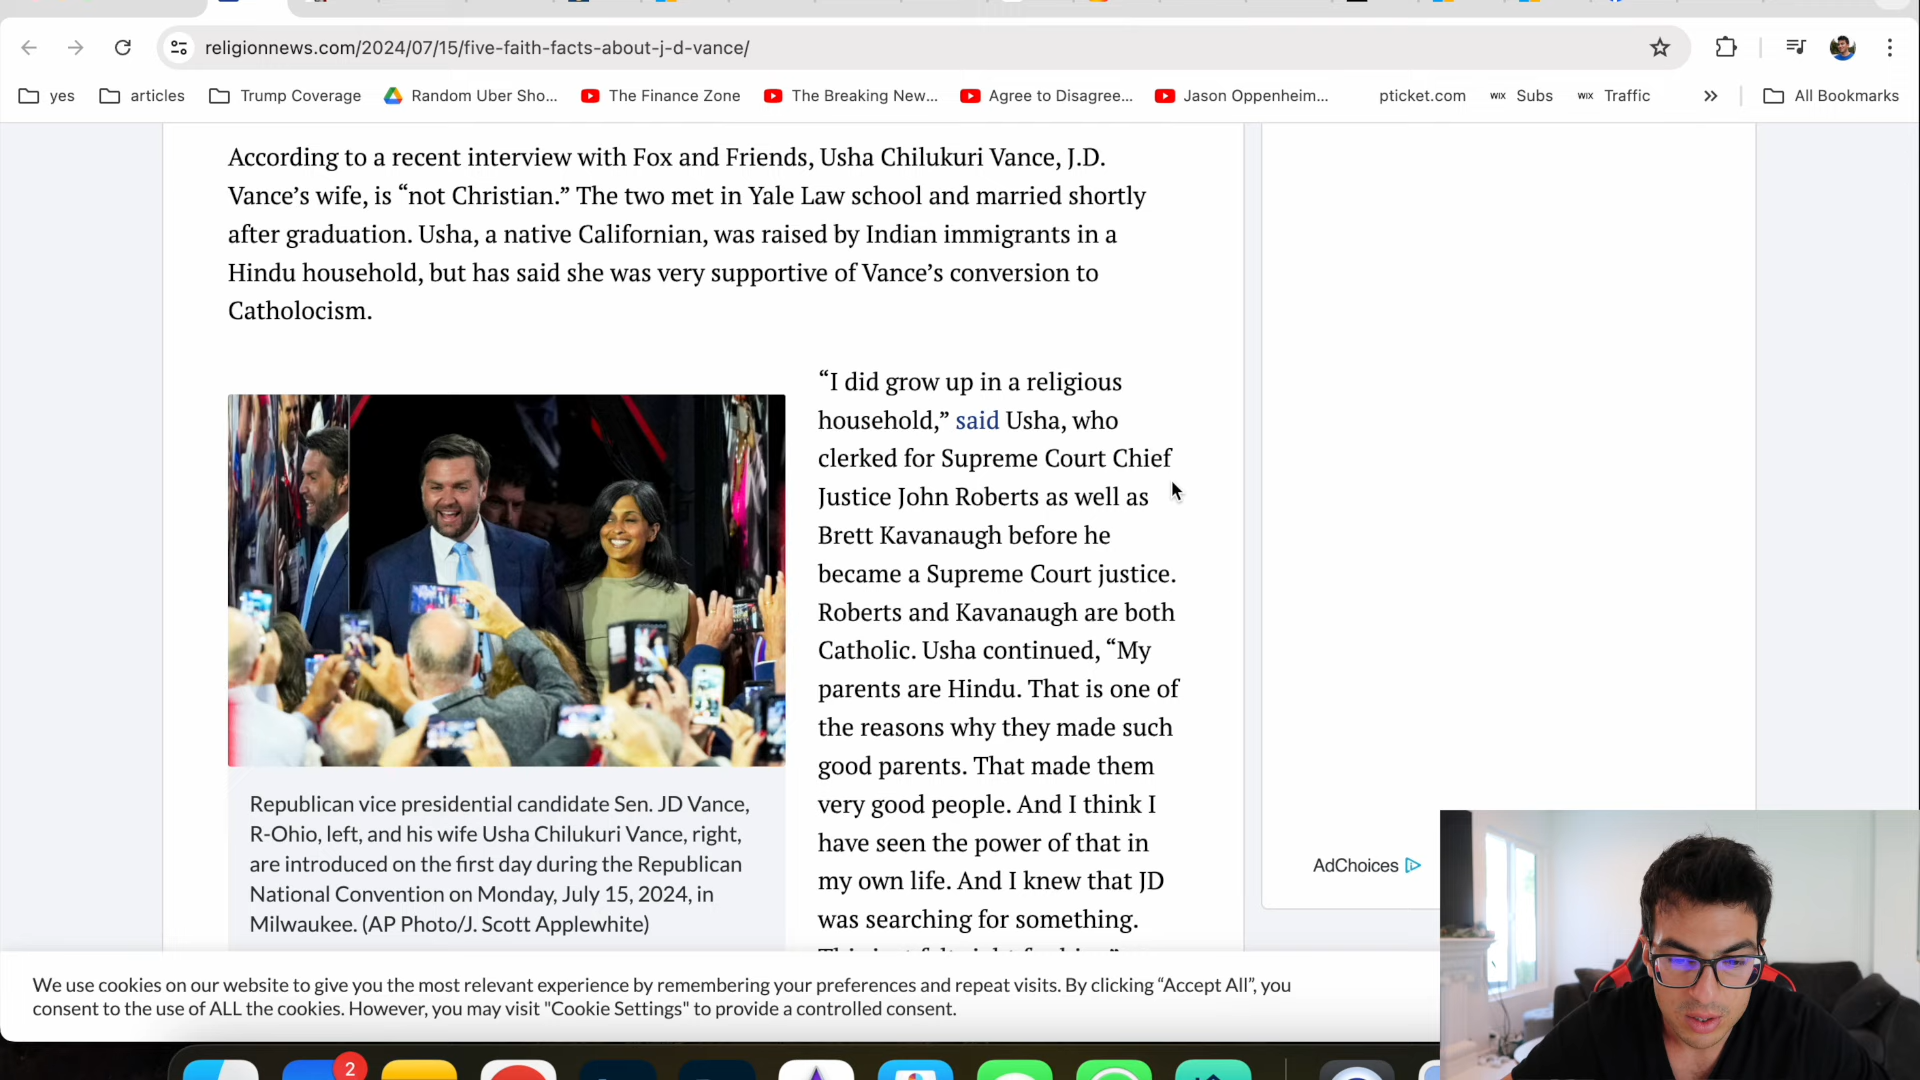 religionnews.com/2024/07/15/five-faith-facts-about-j-d-vance/
yes articles Trump Coverage Random Uber Sho... The Finance Zone The Breaking New... Agree to Disagree... Jason Oppenheim... pticket.com WIX Subs WIX Traffic » All Bookmarks
According to a recent interview with Fox and Friends, Usha Chilukuri Vance, J.D.
Vance’s wife, is “not Christian.” The two met in Yale Law school and married shortly
after graduation. Usha, a native Californian, was raised by Indian immigrants in a
Hindu household, but has said she was very supportive of Vance’s conversion to
Catholocism.
“I did grow up in a religious
household,” said Usha, who
clerked for Supreme Court Chief
Justice John Roberts as well as
Brett Kavanaugh before he
became a Supreme Court justice.
Roberts and Kavanaugh are both
Catholic. Usha continued, “My
parents are Hindu. That is one of
the reasons why they made such
good parents. That made them
very good people. And I think I
have seen the power of that in
my own life. And I knew that JD
was searching for something.
Republican vice presidential candidate Sen. JD Vance,
R-Ohio, left, and his wife Usha Chilukuri Vance, right,
are introduced on the first day during the Republican
National Convention on Monday, July 15, 2024, in
Milwaukee. (AP Photo/J. Scott Applewhite)
AdChoices
We use cookies on our website to give you the most relevant experience by remembering your preferences and repeat visits. By clicking “Accept All”, you
consent to the use of ALL the cookies. However, you may visit "Cookie Settings" to provide a controlled consent.
2